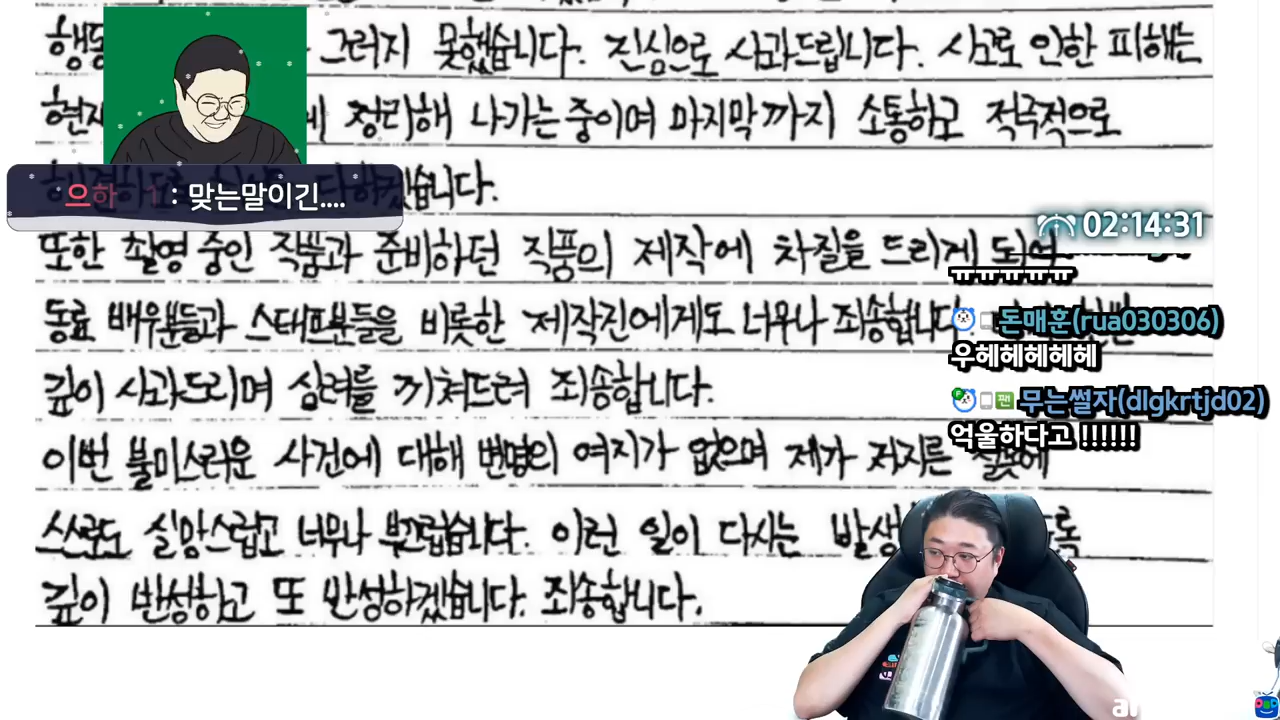 행동 그러지 못했습니다. 진심으로 사과드립니다. 사고로 인한 피해는
현재 정리해 나가는 중이며 마지막까지 소통하고 적극적으로
다하겠습니다.
오하 1 : 맞는말이긴....
02:14:31
또한 촬영 중인 작품과 준비하던 작품의 제작에 차질을 드리게 되어
ㅠㅠㅠㅠㅠㅠ
동료 배우분들과 스태프분들을 비롯한 제작진에게도 너무나 죄송합니다.
돈매훈(rua030306)
우헤헤헤헤헤
깊이 사과드리며 심려를 끼쳐드려 죄송합니다.
팬 무는썰자(dlgkrtjd02)
억울하다고 !!!!!!
이번 불미스러운 사건에 대해 변명의 여지가 없으며 제가 저지른 잘못에
스스로도 실망스럽고 너무나 부끄럽습니다. 이런 일이 다시는
깊이 반성하고 또 반성하겠습니다. 죄송합니다.